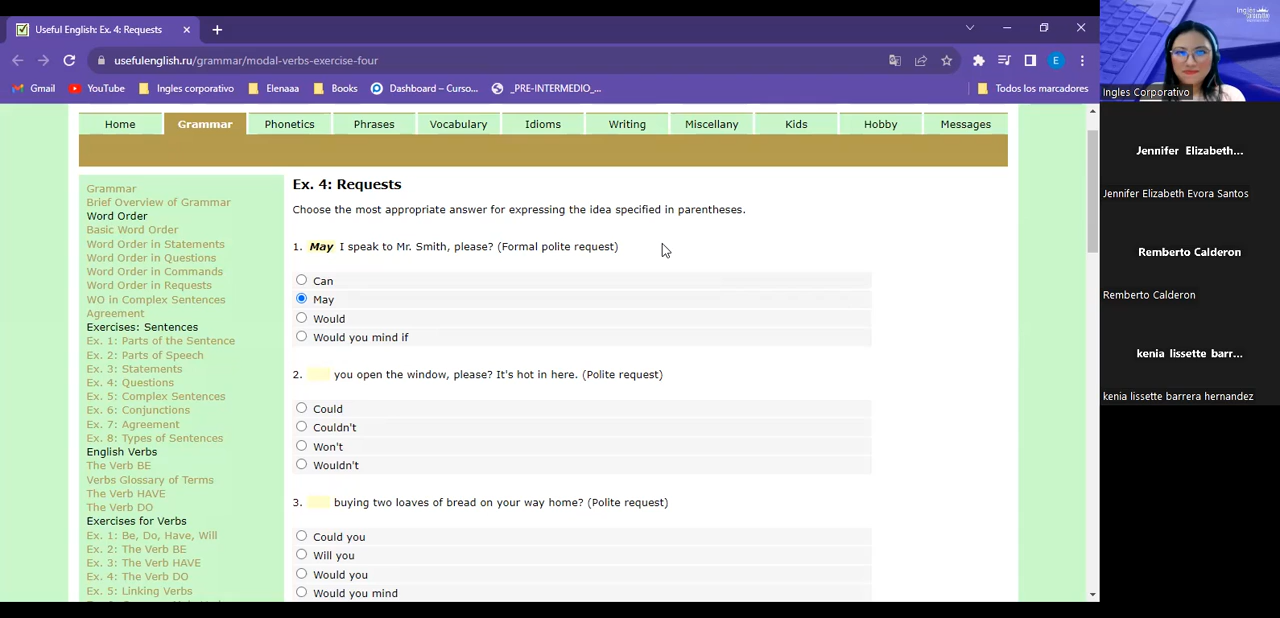 Useful English: Ex. 4: Requests
usefulenglish.ru/grammar/modal-verbs-exercise-four
Gmail YouTube Ingles corporativo Elenaaa Books Dashboard – Curso... _PRE-INTERMEDIO_... Todos los marcadores
E
Home Grammar Phonetics Phrases Vocabulary Idioms Writing Miscellany Kids Hobby Messages
Grammar
Brief Overview of Grammar
Word Order
Basic Word Order
Word Order in Statements
Word Order in Questions
Word Order in Commands
Word Order in Requests
WO in Complex Sentences
Agreement
Exercises: Sentences
Ex. 1: Parts of the Sentence
Ex. 2: Parts of Speech
Ex. 3: Statements
Ex. 4: Questions
Ex. 5: Complex Sentences
Ex. 6: Conjunctions
Ex. 7: Agreement
Ex. 8: Types of Sentences
English Verbs
The Verb BE
Verbs Glossary of Terms
The Verb HAVE
The Verb DO
Exercises for Verbs
Ex. 1: Be, Do, Have, Will
Ex. 2: The Verb BE
Ex. 3: The Verb HAVE
Ex. 4: The Verb DO
Ex. 5: Linking Verbs
Ex. 4: Requests
Choose the most appropriate answer for expressing the idea specified in parentheses.
1. May I speak to Mr. Smith, please? (Formal polite request)
Can
May
Would
Would you mind if
2. you open the window, please? It's hot in here. (Polite request)
Could
Couldn't
Won't
Wouldn't
3. buying two loaves of bread on your way home? (Polite request)
Could you
Will you
Would you
Would you mind
Ingles Corporativo
Jennifer Elizabeth...
Jennifer Elizabeth Evora Santos
Remberto Calderon
Remberto Calderon
kenia lissette barr...
kenia lissette barrera hernandez